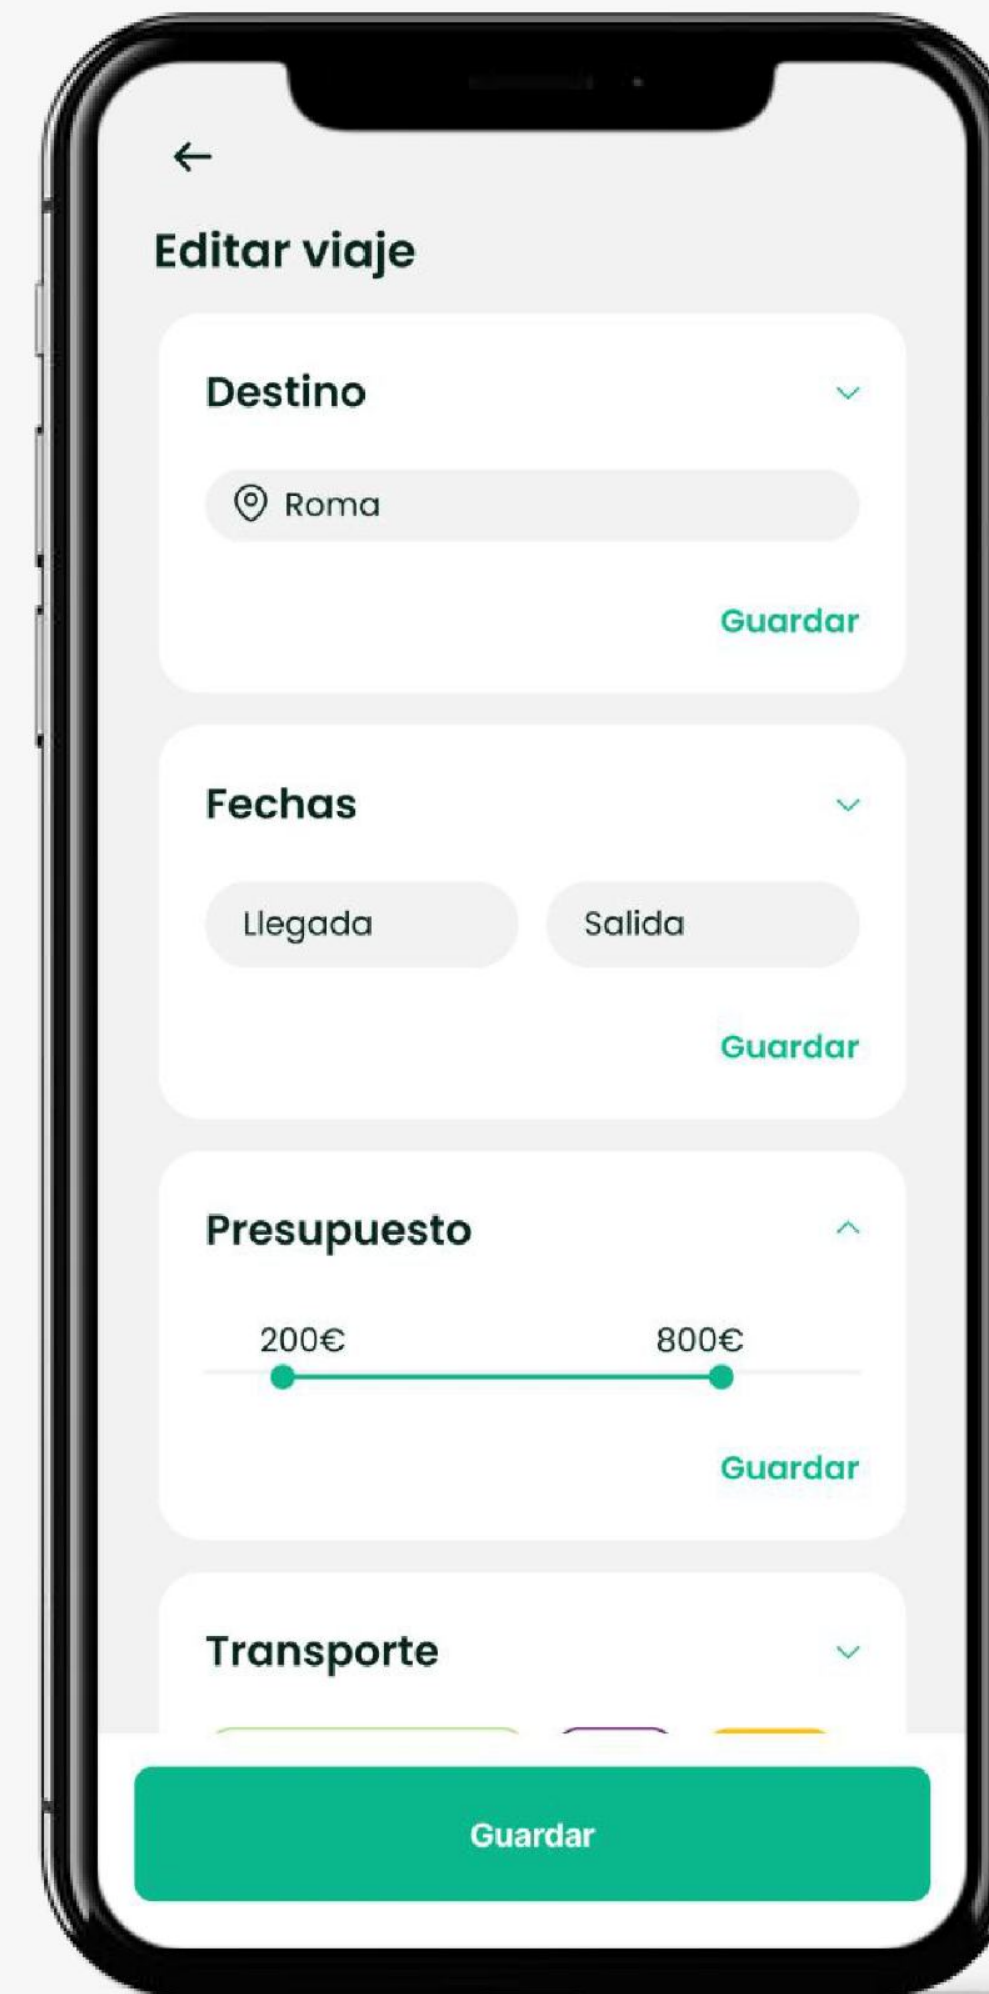 Editar viaje
Destino
Roma
Guardar
Fechas
Llegada Salida
Guardar
Presupuesto
200€ 800€
Guardar
Transporte
Guardar